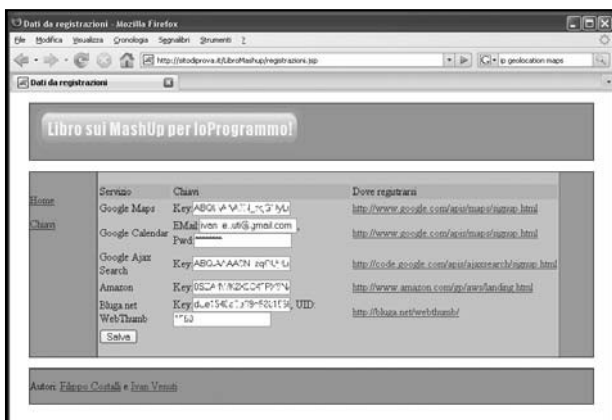 Dati da registrazioni - Mozilla Firefox
File Modifica Visualizza Cronologia Segnalibri Strumenti ?
http://sitodiprova.it/LibroMashup/registrazioni.jsp
ip geolocation maps
Dati da registrazioni
Libro sul MashUp per IoProgrammo!
Home
Chiavi
Servizio Chiavi Dove registrarsi
Google Maps Key: http://www.google.com/apis/maps/signup.html
Google Calendar EMail: @gmail.com , Pwd: ******** http://www.google.com/apis/maps/signup.html
Google Ajax Search Key: http://code.google.com/apis/ajaxsearch/signup.html
Amazon Key: http://www.amazon.com/gp/aws/landing.html
Bluga.net WebThumb Key: , UID: http://bluga.net/webthumb/
Salva
Autori: Filippo Costalli e Ivan Venuti